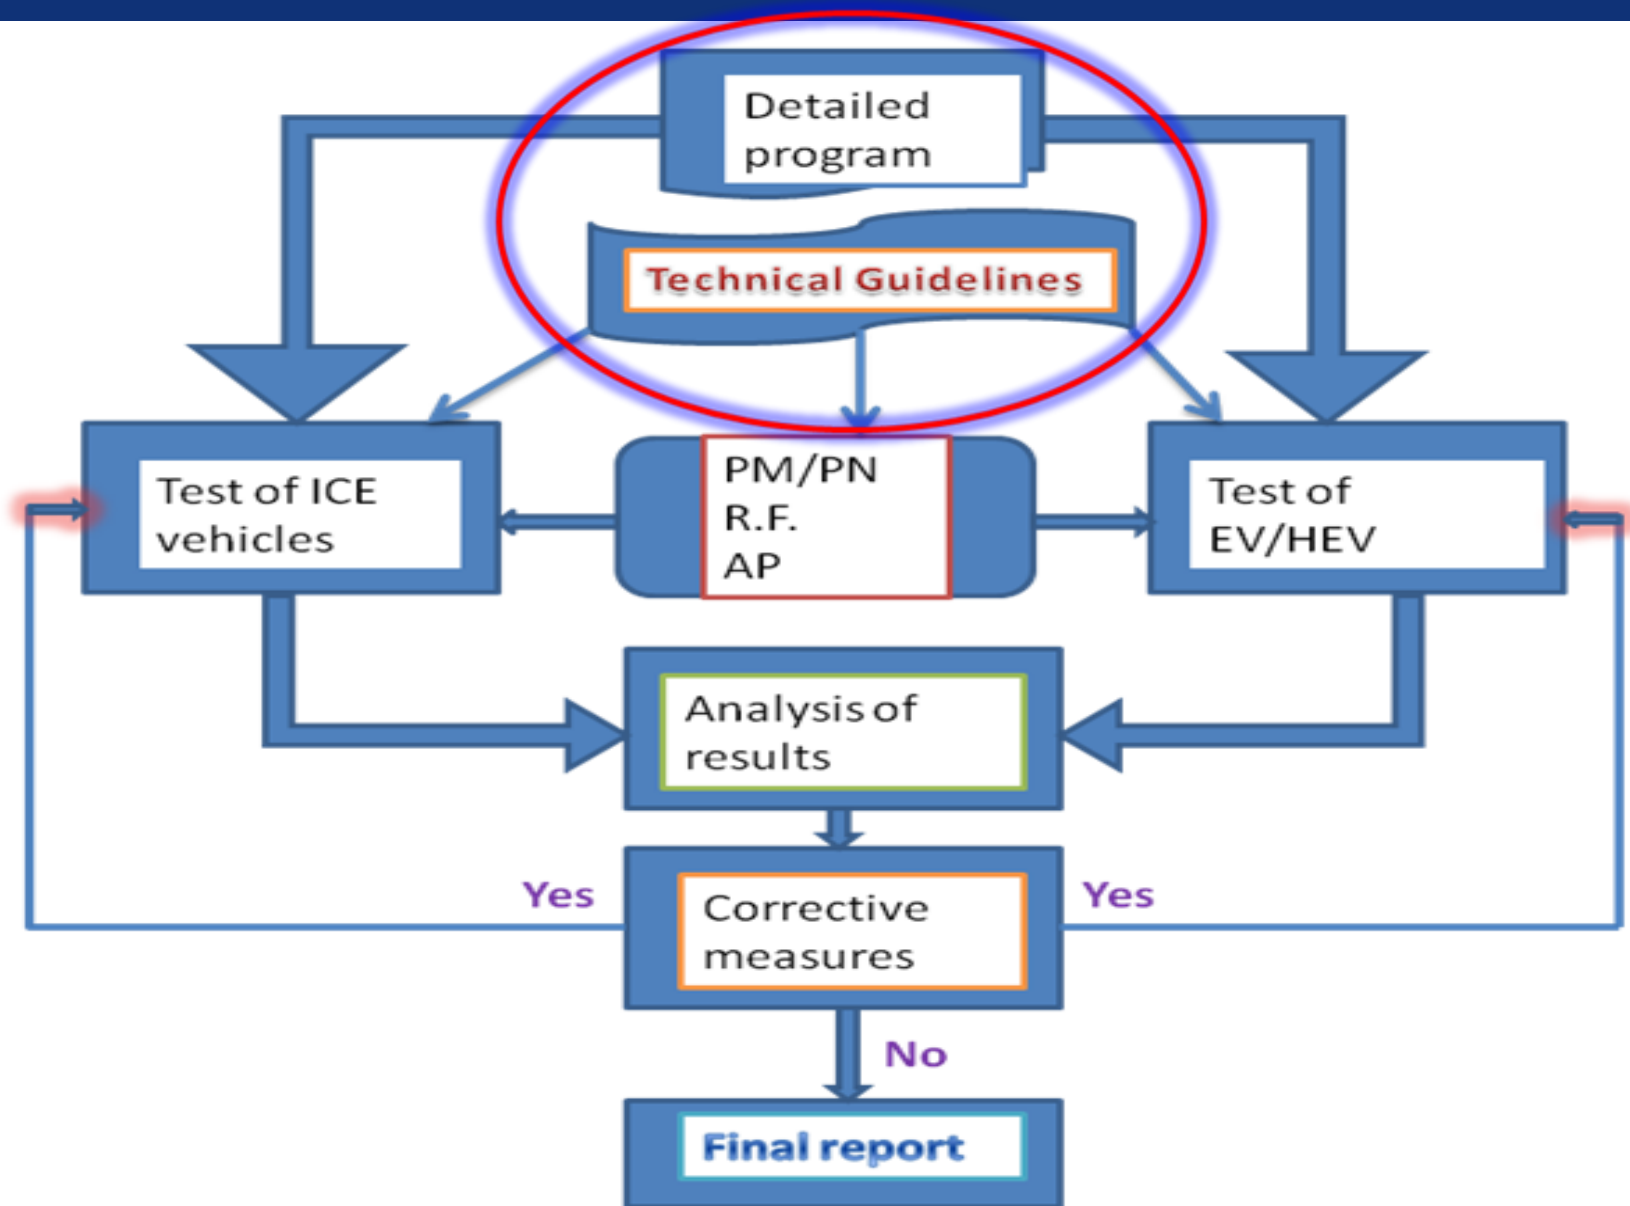 Detailed
program
Technical Guidelines
Test of ICE
vehicles
PM/PN
R.F.
AP
Test of
EV/HEV
Analysis of
results
Yes
Corrective
measures
Yes
No
Final report